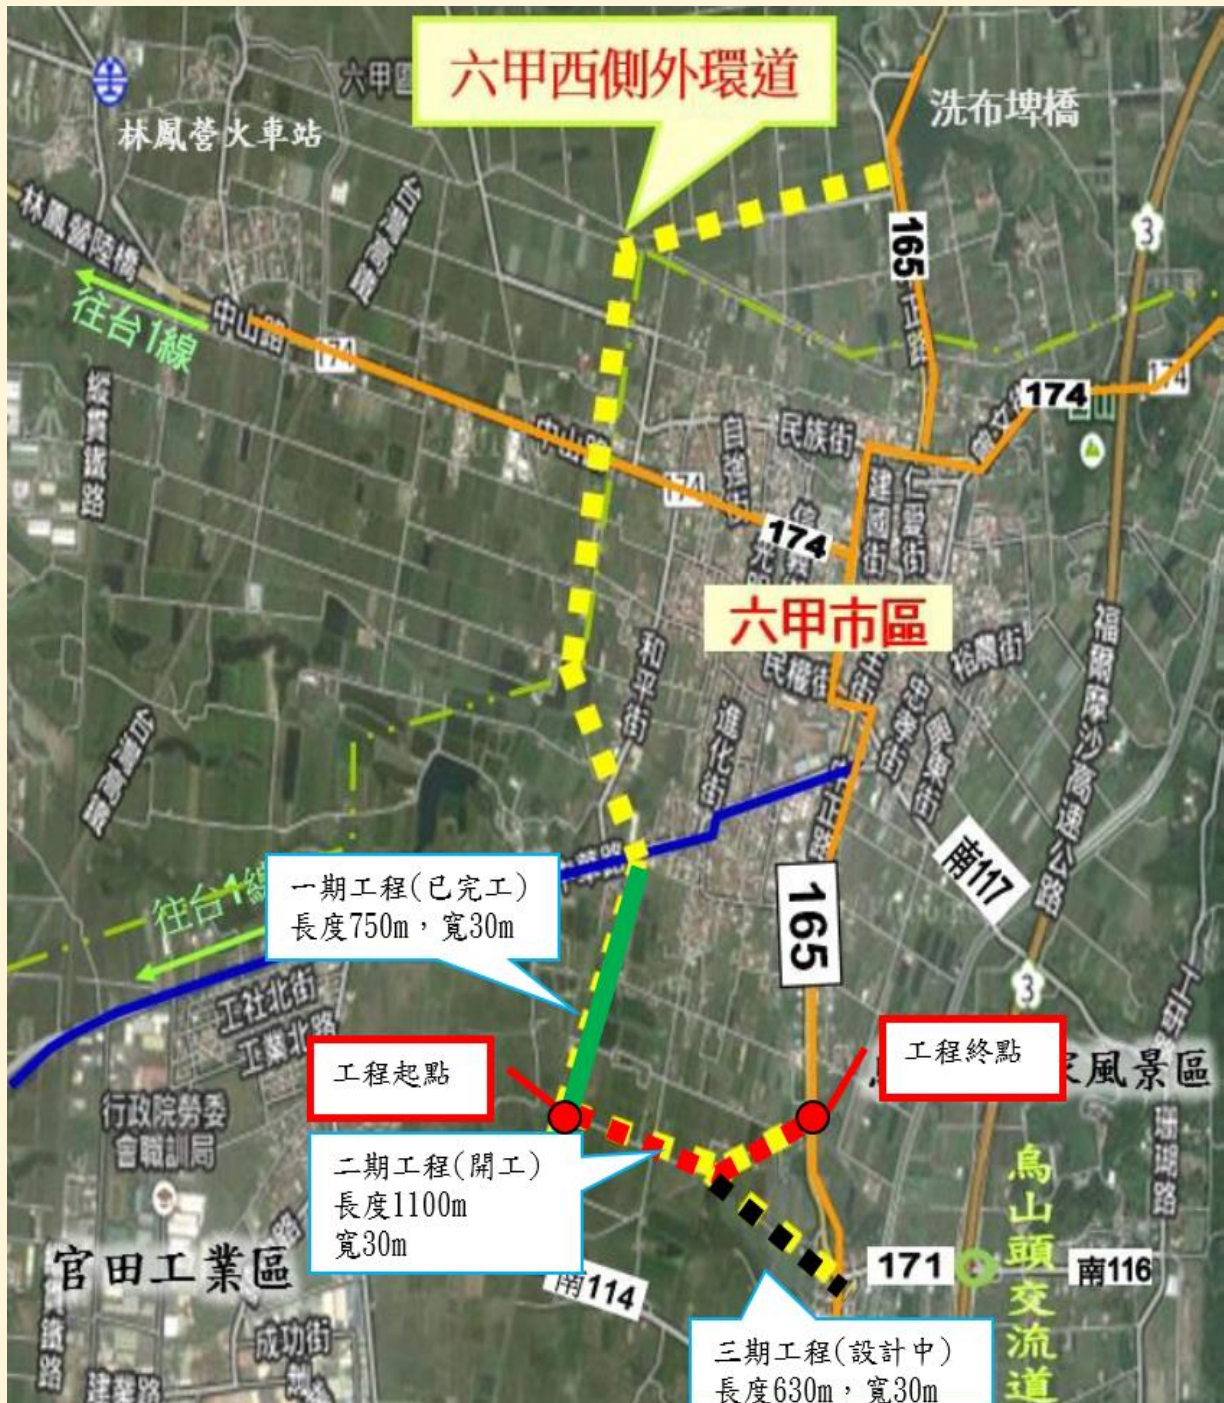 六甲西側外環道
六甲區
洗布埤橋
林鳳營火車站
林鳳營陸橋
165
3
往台1線
中山路
174
縱貫鐵路
中山路
174
174
民族街
自強街
174
174
建國街
仁愛街
六甲市區
和平街
民權街
裕農街
忠孝街
進化街
福爾摩沙高速公路
南117
165
3
一期工程(已完工)
長度750m，寬30m
往台1線
工社北街
工業北路
工程起點
工程終點
家風景區
行政院勞委
會職訓局
珊瑚路
二期工程(開工)
長度1100m
寬30m
烏山頭交流道
官田工業區
171
南116
南114
成功街
建業路
三期工程(設計中)
長度630m，寬30m